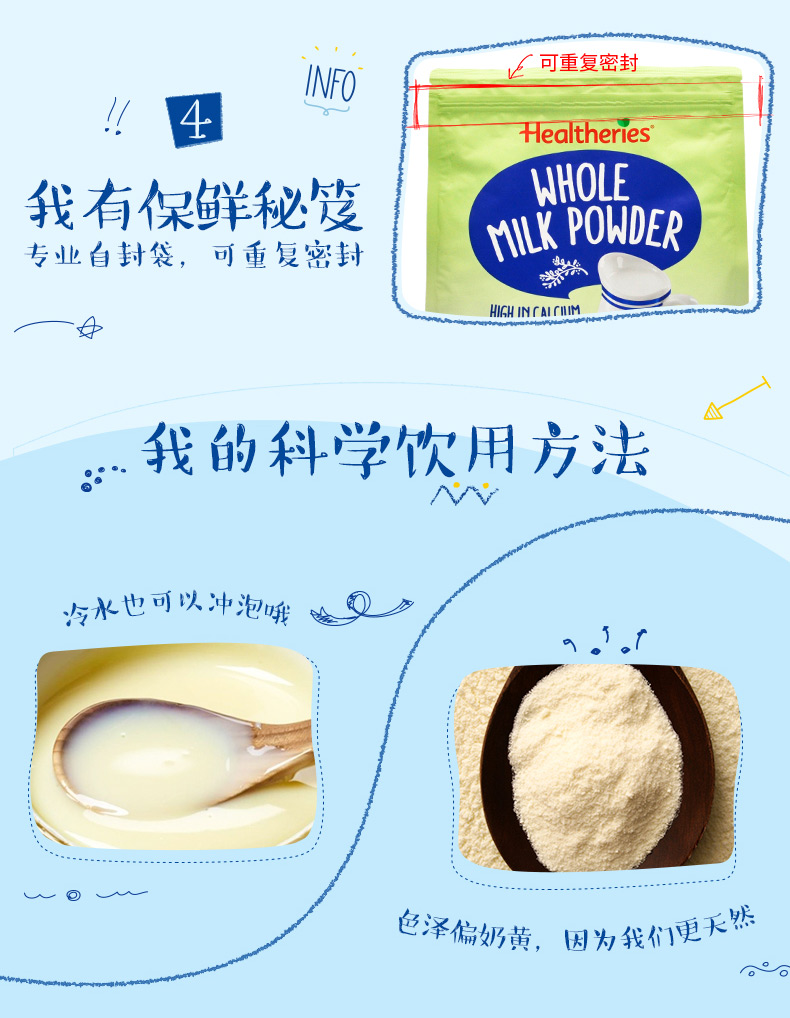 INFO
4
我有保鲜秘笈
专业自封袋，可重复密封
可重复密封
Healtheries®
WHOLE
MILK POWDER
HIGH IN CALCIUM
我的科学饮用方法
冷水也可以冲泡哦
色泽偏奶黄，因为我们更天然